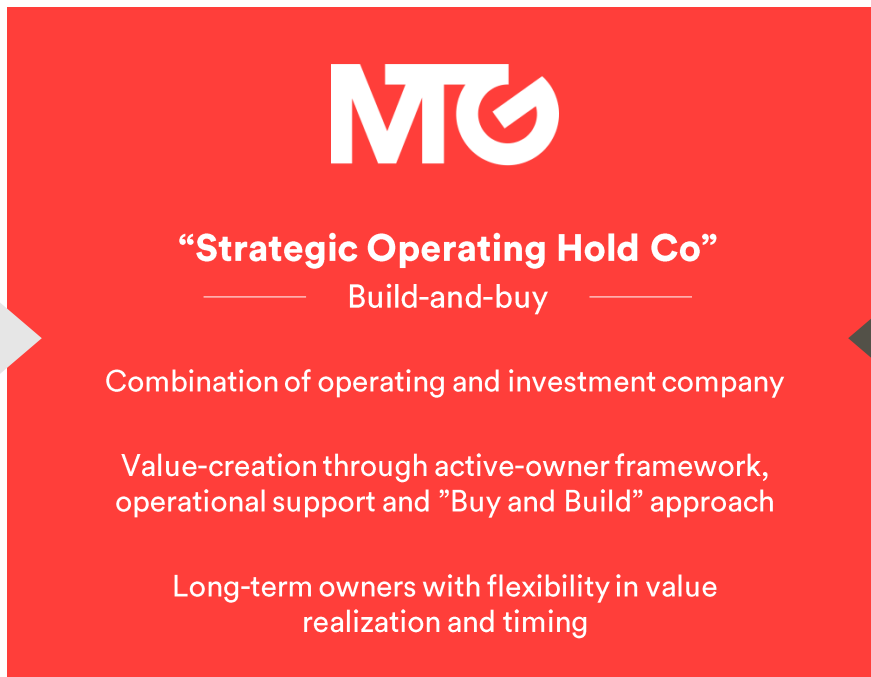 MTG
“Strategic Operating Hold Co”
Build-and-buy
Combination of operating and investment company
Value-creation through active-owner framework,
operational support and ”Buy and Build” approach
Long-term owners with flexibility in value
realization and timing